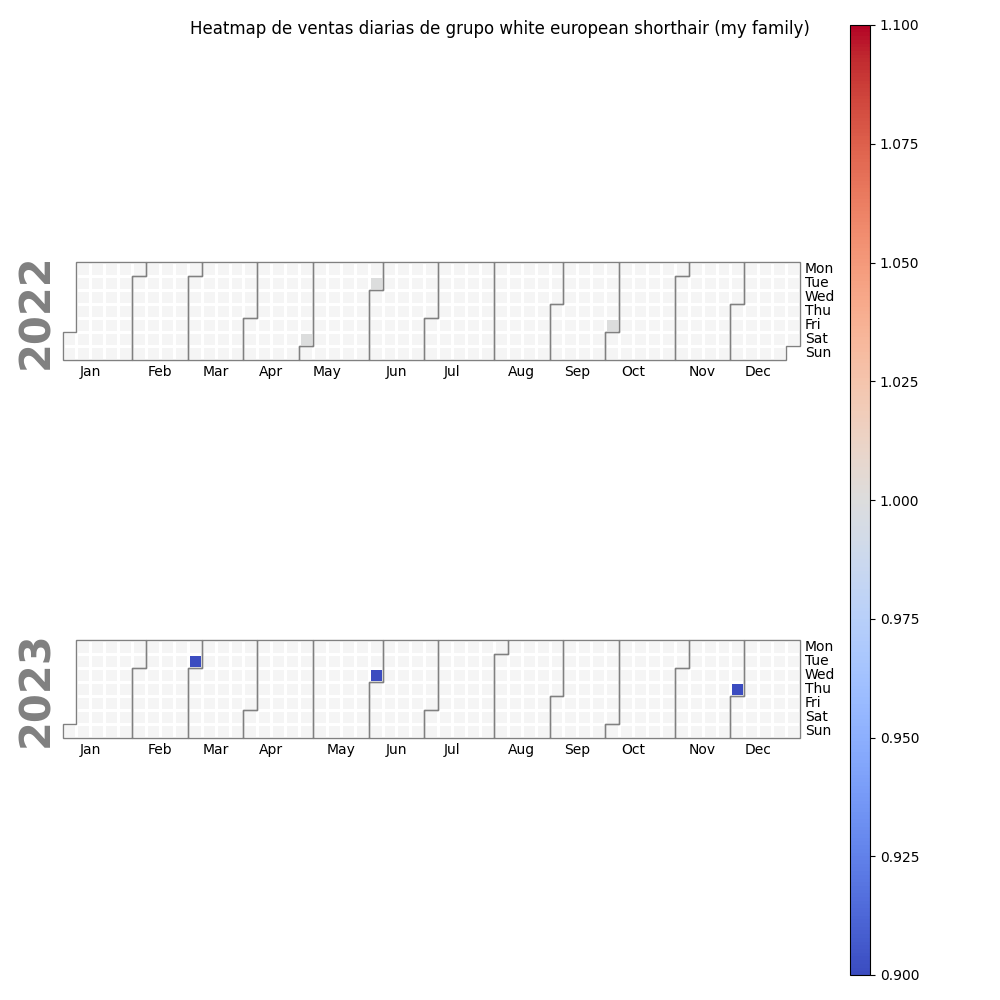 Heatmap de ventas diarias de grupo white european shorthair (my family)
2022
Mon
Tue
Wed
Thu
Fri
Sat
Sun
Jan Feb Mar Apr May Jun Jul Aug Sep Oct Nov Dec
2023
Mon
Tue
Wed
Thu
Fri
Sat
Sun
Jan Feb Mar Apr May Jun Jul Aug Sep Oct Nov Dec
1.100
1.075
1.050
1.025
1.000
0.975
0.950
0.925
0.900